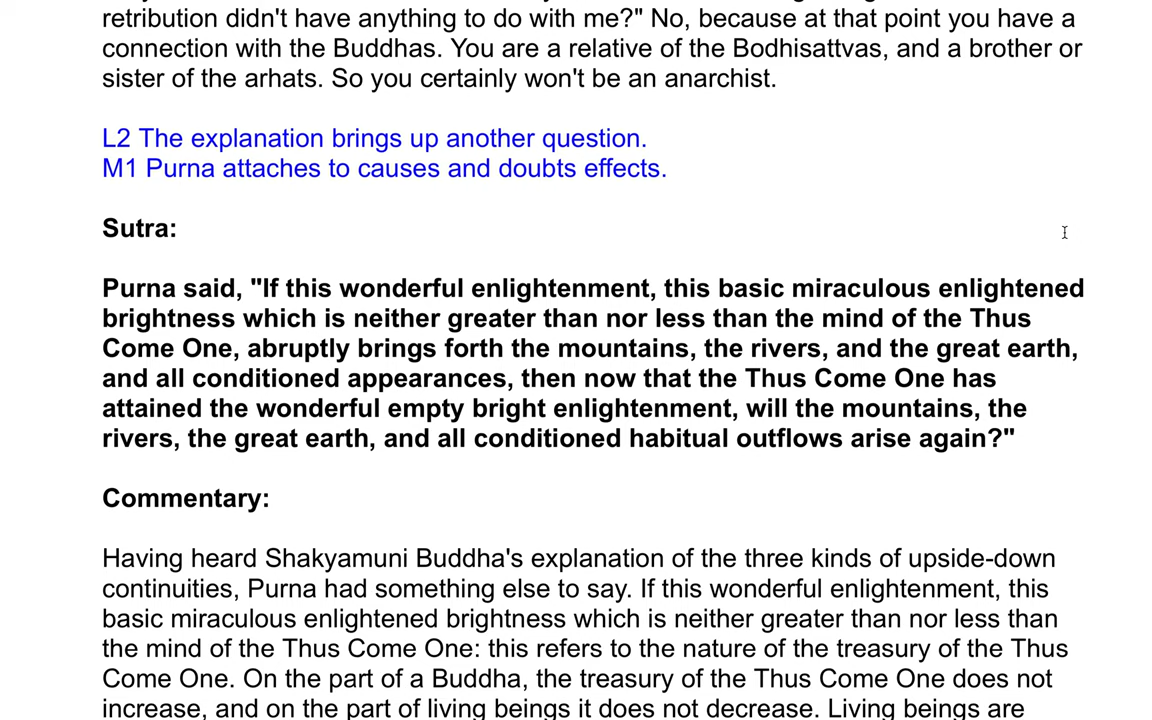 retribution didn't have anything to do with me?" No, because at that point you have a
connection with the Buddhas. You are a relative of the Bodhisattvas, and a brother or
sister of the arhats. So you certainly won't be an anarchist.
L2 The explanation brings up another question.
M1 Purna attaches to causes and doubts effects.
Sutra:
Purna said, "If this wonderful enlightenment, this basic miraculous enlightened
brightness which is neither greater than nor less than the mind of the Thus
Come One, abruptly brings forth the mountains, the rivers, and the great earth,
and all conditioned appearances, then now that the Thus Come One has
attained the wonderful empty bright enlightenment, will the mountains, the
rivers, the great earth, and all conditioned habitual outflows arise again?"
Commentary:
Having heard Shakyamuni Buddha's explanation of the three kinds of upside-down
continuities, Purna had something else to say. If this wonderful enlightenment, this
basic miraculous enlightened brightness which is neither greater than nor less than
the mind of the Thus Come One: this refers to the nature of the treasury of the Thus
Come One. On the part of a Buddha, the treasury of the Thus Come One does not
increase, and on the part of living beings it does not decrease. Living beings are